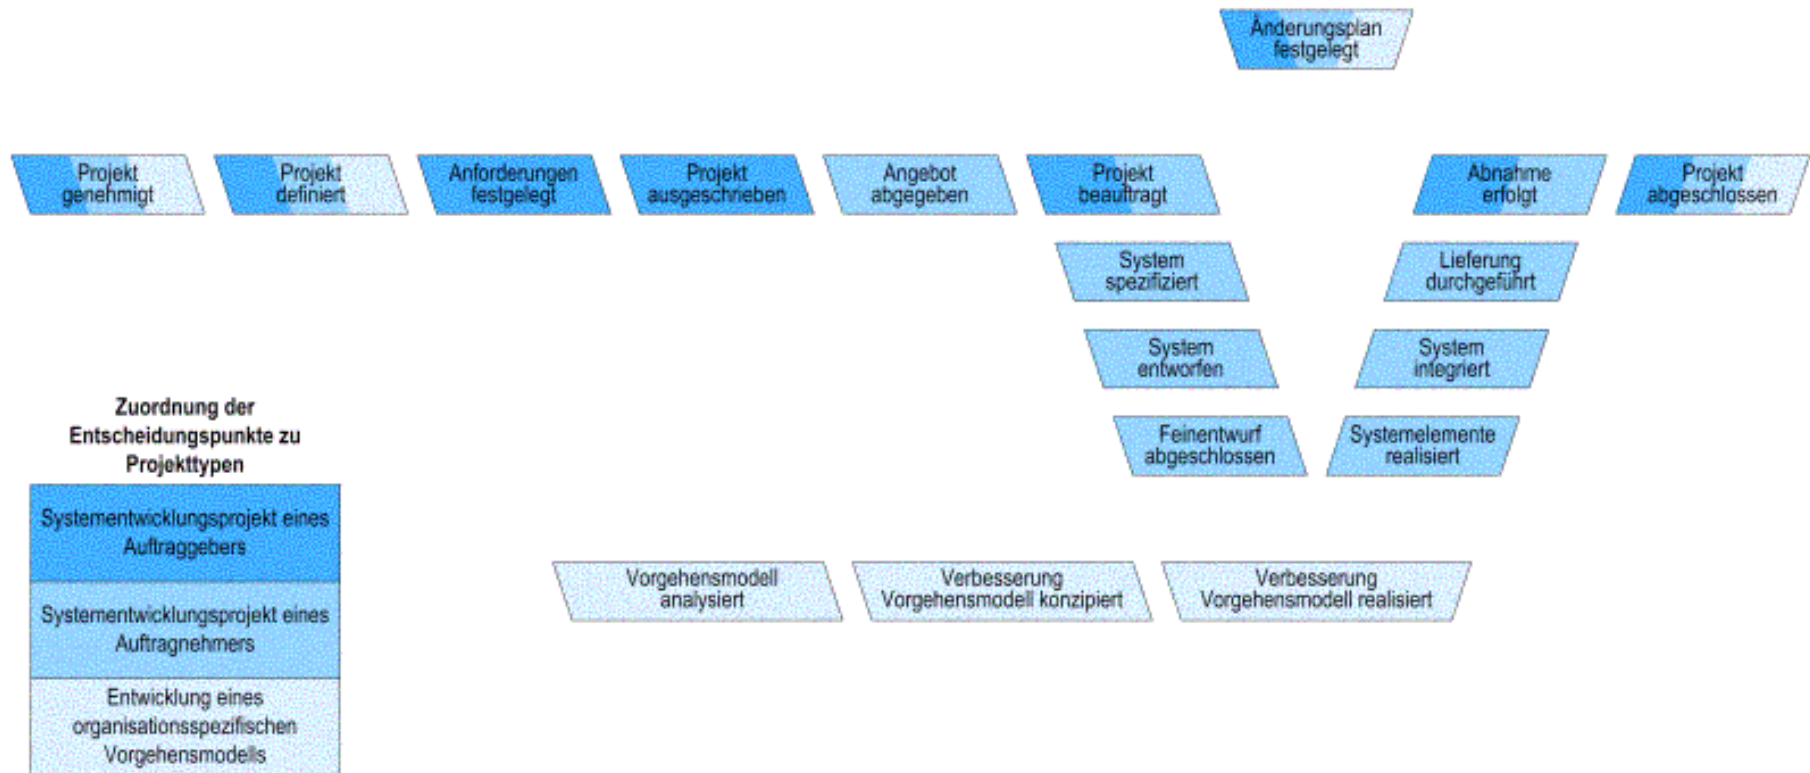 Änderungsplan
festgelegt
Projekt
genehmigt
Projekt
definiert
Anforderungen
festgelegt
Projekt
ausgeschrieben
Angebot
abgegeben
Projekt
beauftragt
Abnahme
erfolgt
Projekt
abgeschlossen
System
spezifiziert
Lieferung
durchgeführt
System
entworfen
System
integriert
Feinentwurf
abgeschlossen
Systemelemente
realisiert
Vorgehensmodell
analysiert
Verbesserung
Vorgehensmodell konzipiert
Verbesserung
Vorgehensmodell realisiert
Zuordnung der
Entscheidungspunkte zu
Projekttypen
Systementwicklungsprojekt eines
Auftraggebers
Systementwicklungsprojekt eines
Auftragnehmers
Entwicklung eines
organisationsspezifischen
Vorgehensmodells